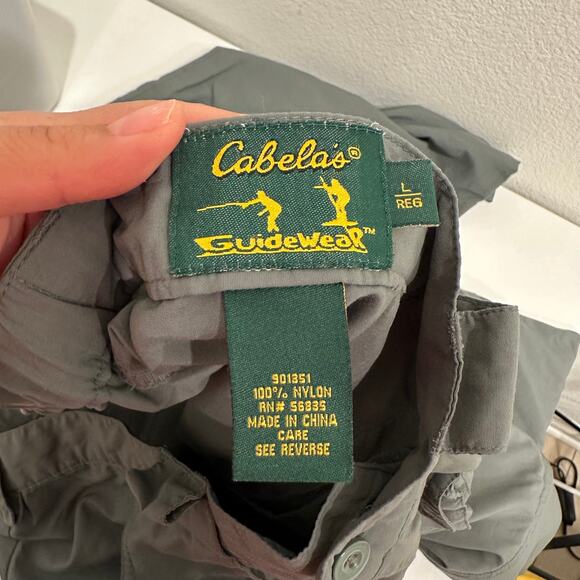 Cabela's®
GUIDEWEAR™
L
REG
901351
100% NYLON
RN# 56835
MADE IN CHINA
CARE
SEE REVERSE